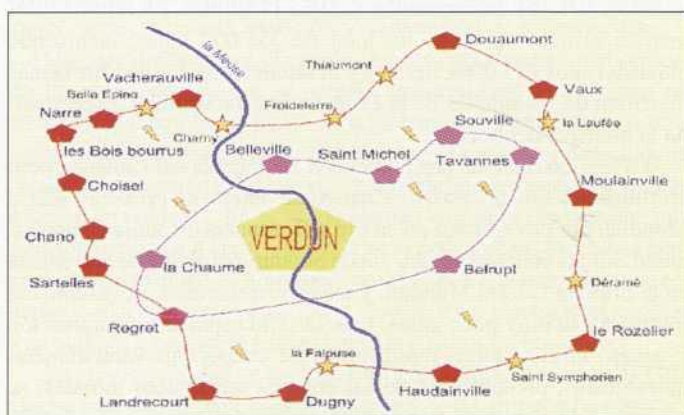 la Meuse
Douaumont
Thiaumont
Vacherauville
Belle Epine
Vaux
Narre
Froideterre
Souville
la Laufée
Charny
les Bois bourrus
Belleville
Saint Michel
Tavannes
Choisel
Moulainville
VERDUN
Chano
la Chaume
Befrupt
Sartelles
Déramé
Regret
le Rozelier
la Falouse
Saint Symphorien
Haudainville
Landrecourt
Dugny